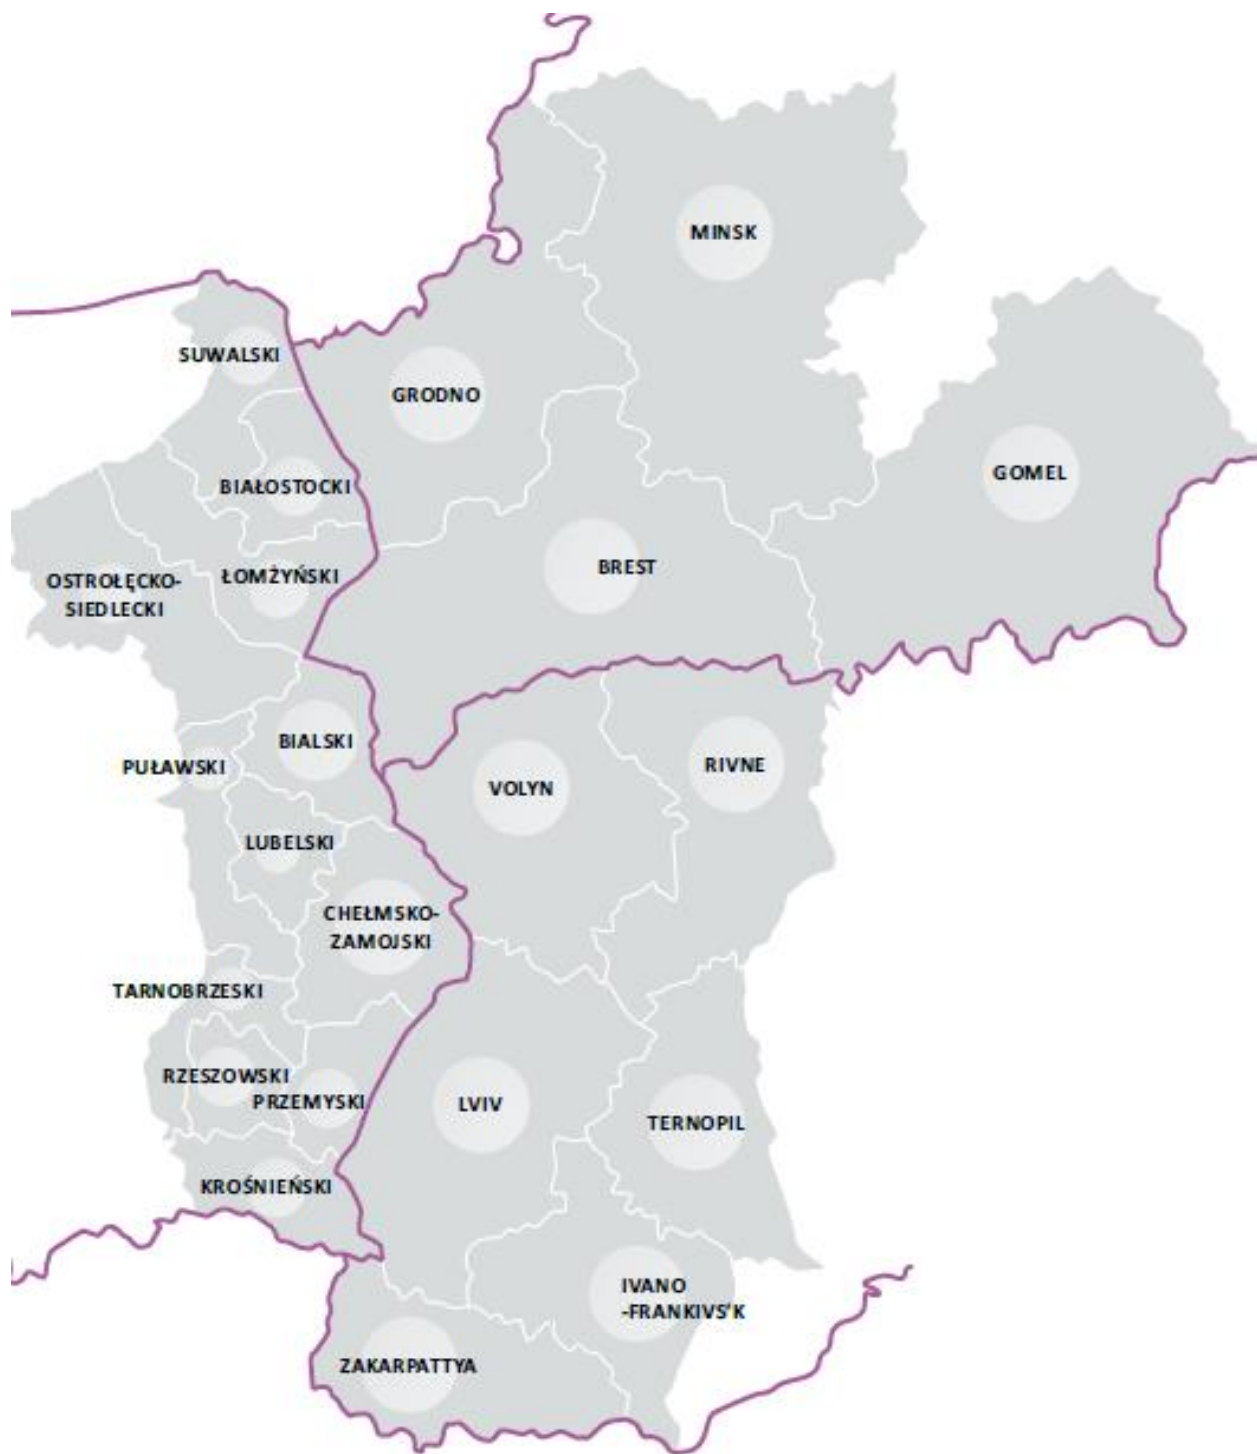 MINSK
SUWALSKI
GRODNO
GOMEL
BIAŁOSTOCKI
BREST
ŁOMŻYŃSKI
OSTROŁĘCKO-
SIEDLECKI
BIALSKI
PUŁAWSKI
RIVNE
VOLYN
LUBELSKI
CHEŁMSKO-
ZAMOJSKI
TARNOBRZESKI
RZESZOWSKI
PRZEMYSKI
LVIV
TERNOPIL
KROŚNIEŃSKI
IVANO
-FRANKIVS'K
ZAKARPATTYA